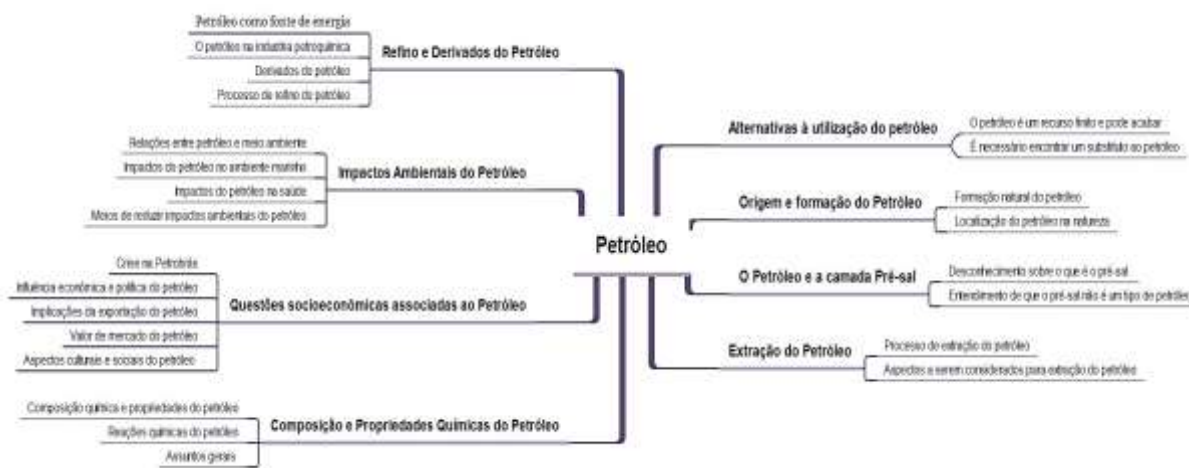 Petróleo
Refino e Derivados do Petróleo
Petróleo como fonte de energia
O petróleo na indústria petroquímica
Derivados do petróleo
Processo de refino do petróleo
Impactos Ambientais do Petróleo
Relações entre petróleo e meio ambiente
Impactos do petróleo no ambiente marinho
Impactos do petróleo na saúde
Meios de reduzir impactos ambientais do petróleo
Questões socioeconômicas associadas ao Petróleo
Crise na Petrobrás
Influência econômica e política do petróleo
Implicações da exportação do petróleo
Valor de mercado do petróleo
Aspectos culturais e sociais do petróleo
Composição e Propriedades Químicas do Petróleo
Composição química e propriedades do petróleo
Reações químicas do petróleo
Assuntos gerais
Alternativas à utilização do petróleo
O petróleo é um recurso finito e pode acabar
É necessário encontrar um substituto ao petróleo
Origem e formação do Petróleo
Formação natural do petróleo
Localização do petróleo na natureza
O Petróleo e a camada Pré-sal
Desconhecimento sobre o que é o pré-sal
Entendimento de que o pré-sal não é um tipo de petróleo
Extração do Petróleo
Processo de extração do petróleo
Aspectos a serem considerados para extração do petróleo